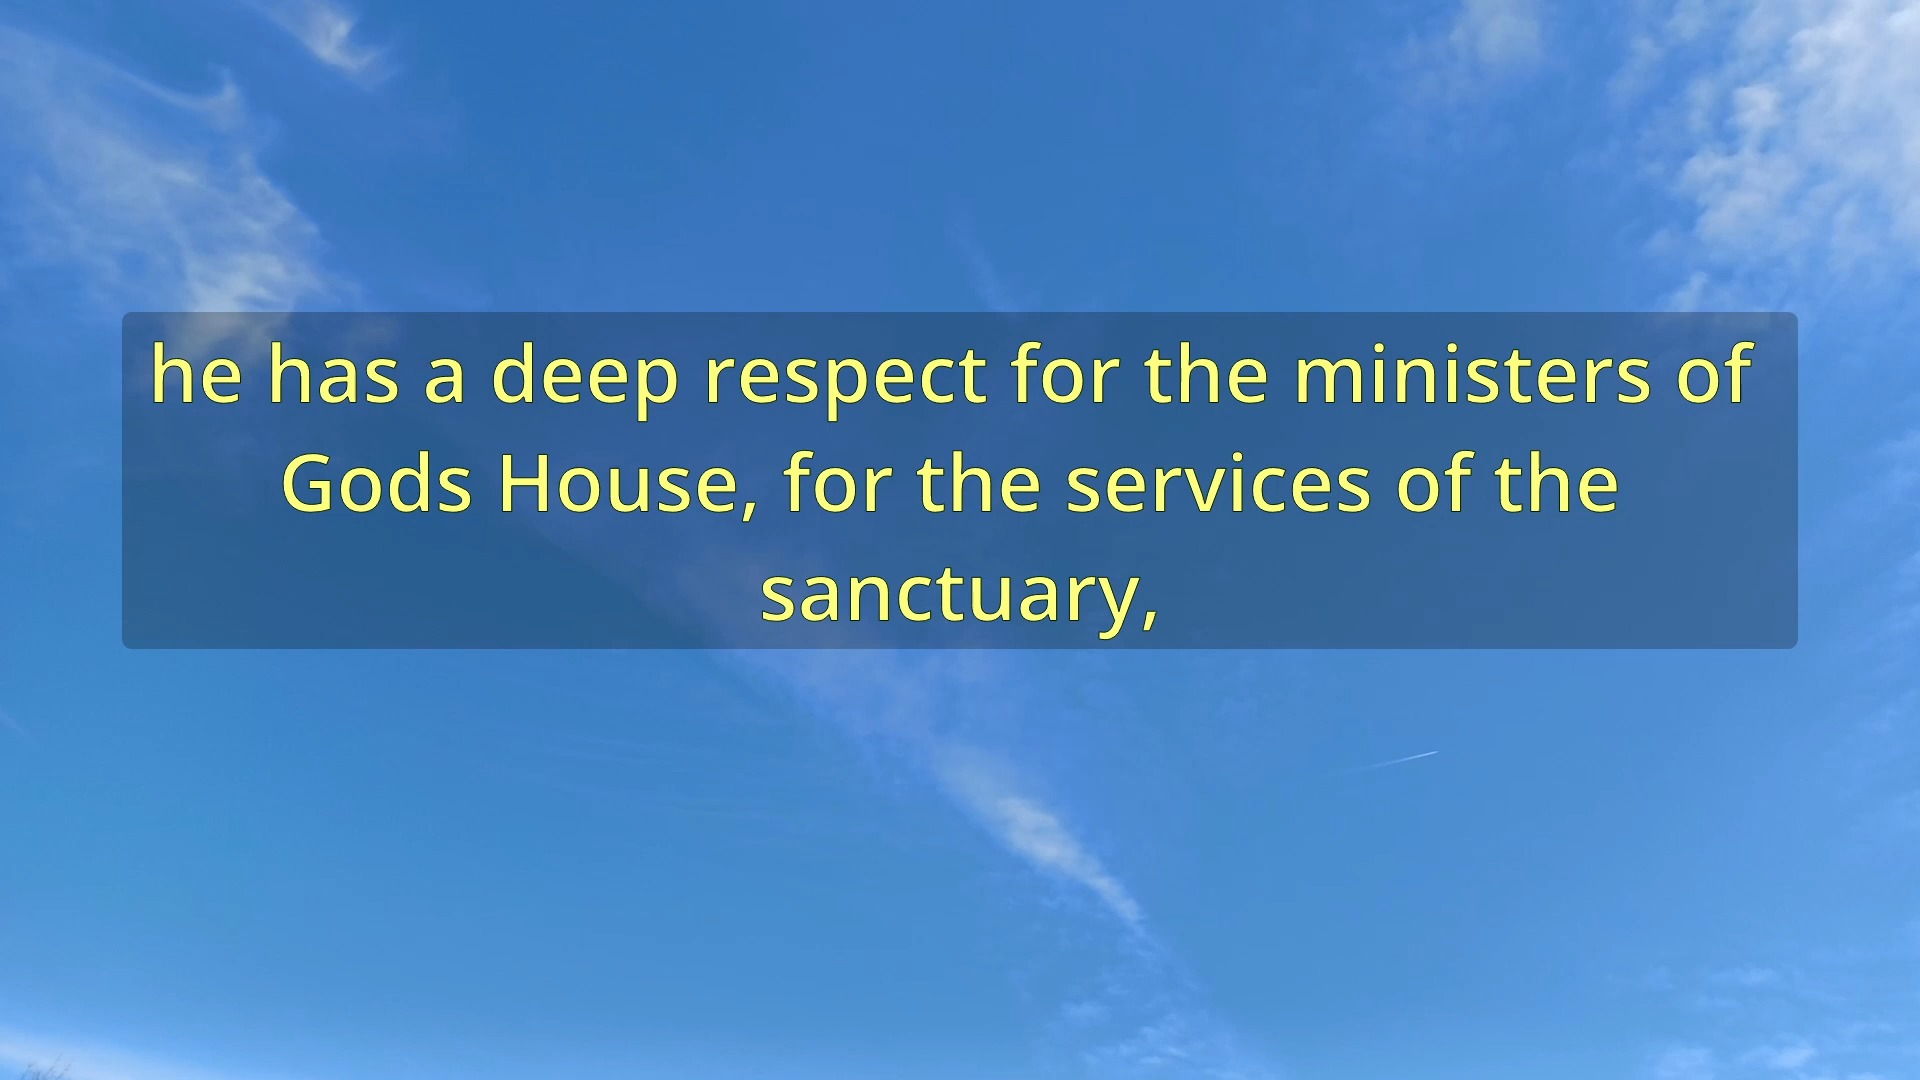 he has a deep respect for the ministers of
Gods House, for the services of the
sanctuary,